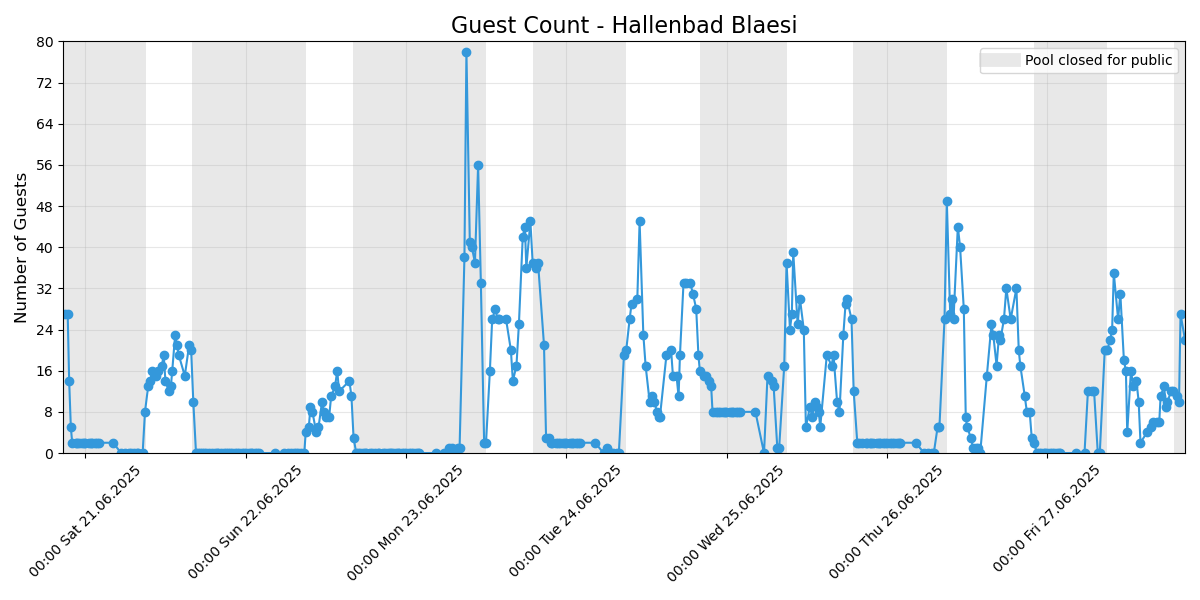 Guest Count - Hallenbad Blaesi
Pool closed for public
Number of Guests
80
72
64
56
48
40
32
24
16
8
0
00:00 Sat 21.06.2025
00:00 Sun 22.06.2025
00:00 Mon 23.06.2025
00:00 Tue 24.06.2025
00:00 Wed 25.06.2025
00:00 Thu 26.06.2025
00:00 Fri 27.06.2025